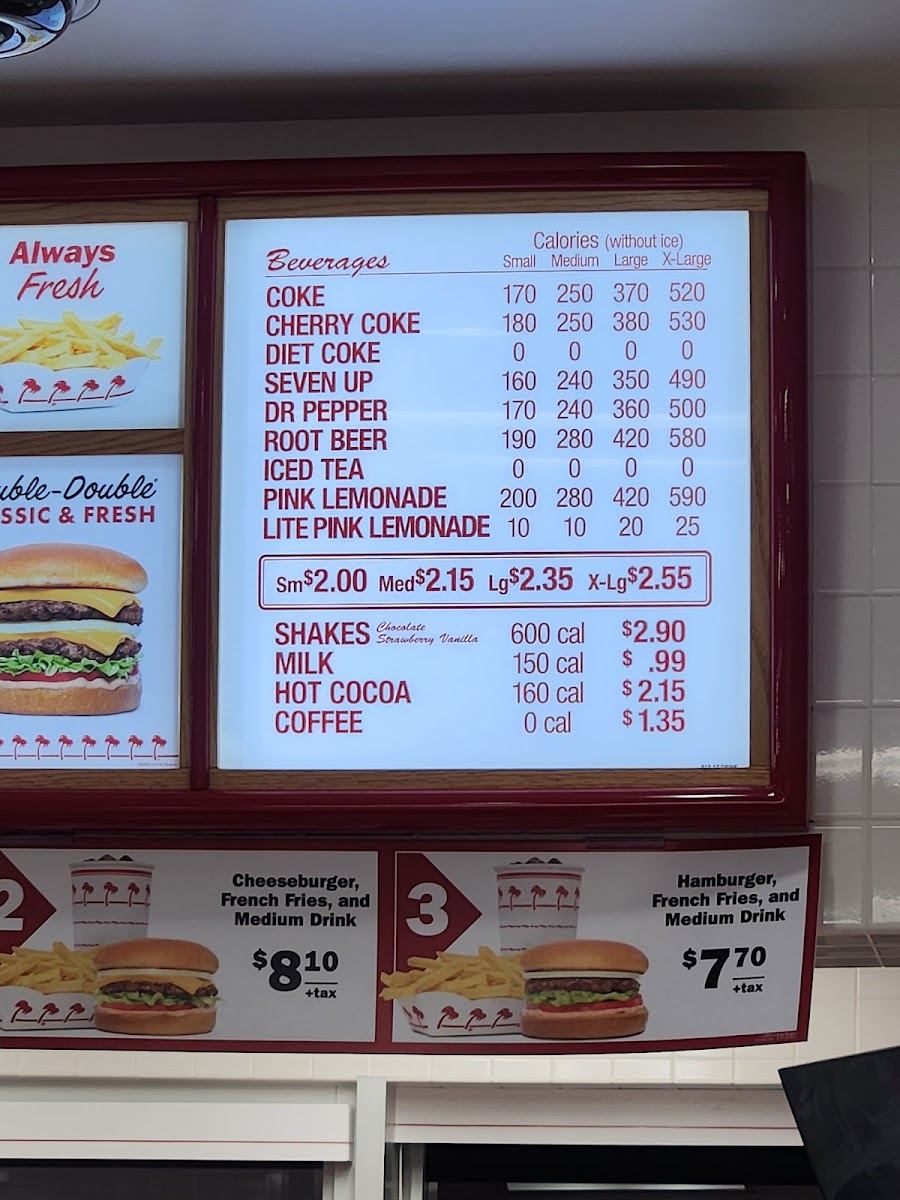 Always
Fresh
Double-Double
CLASSIC & FRESH
Beverages
Calories (without ice)
Small Medium Large X-Large
COKE 170 250 370 520
CHERRY COKE 180 250 380 530
DIET COKE 0 0 0 0
SEVEN UP 160 240 350 490
DR PEPPER 170 240 360 500
ROOT BEER 190 280 420 580
ICED TEA 0 0 0 0
PINK LEMONADE 200 280 420 590
LITE PINK LEMONADE 10 10 20 25
Sm $2.00 Med $2.15 Lg $2.35 X-Lg $2.55
SHAKES Chocolate Strawberry Vanilla 600 cal $2.90
MILK 150 cal $ .99
HOT COCOA 160 cal $2.15
COFFEE 0 cal $1.35
2
Cheeseburger,
French Fries, and
Medium Drink
$8.10
+tax
3
Hamburger,
French Fries, and
Medium Drink
$7.70
+tax